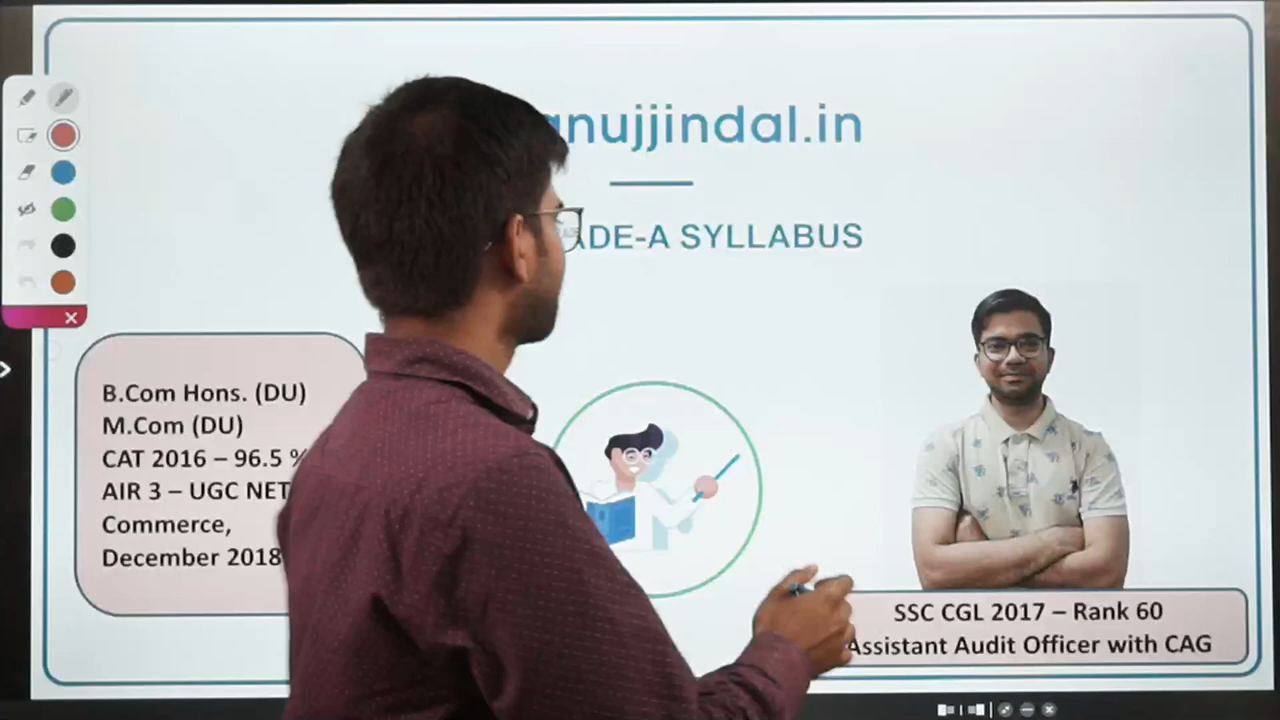 anujjindal.in
ADE-A SYLLABUS
B.Com Hons. (DU)
M.Com (DU)
CAT 2016 – 96.5 %
AIR 3 – UGC NET
Commerce,
December 2018
SSC CGL 2017 – Rank 60
Assistant Audit Officer with CAG